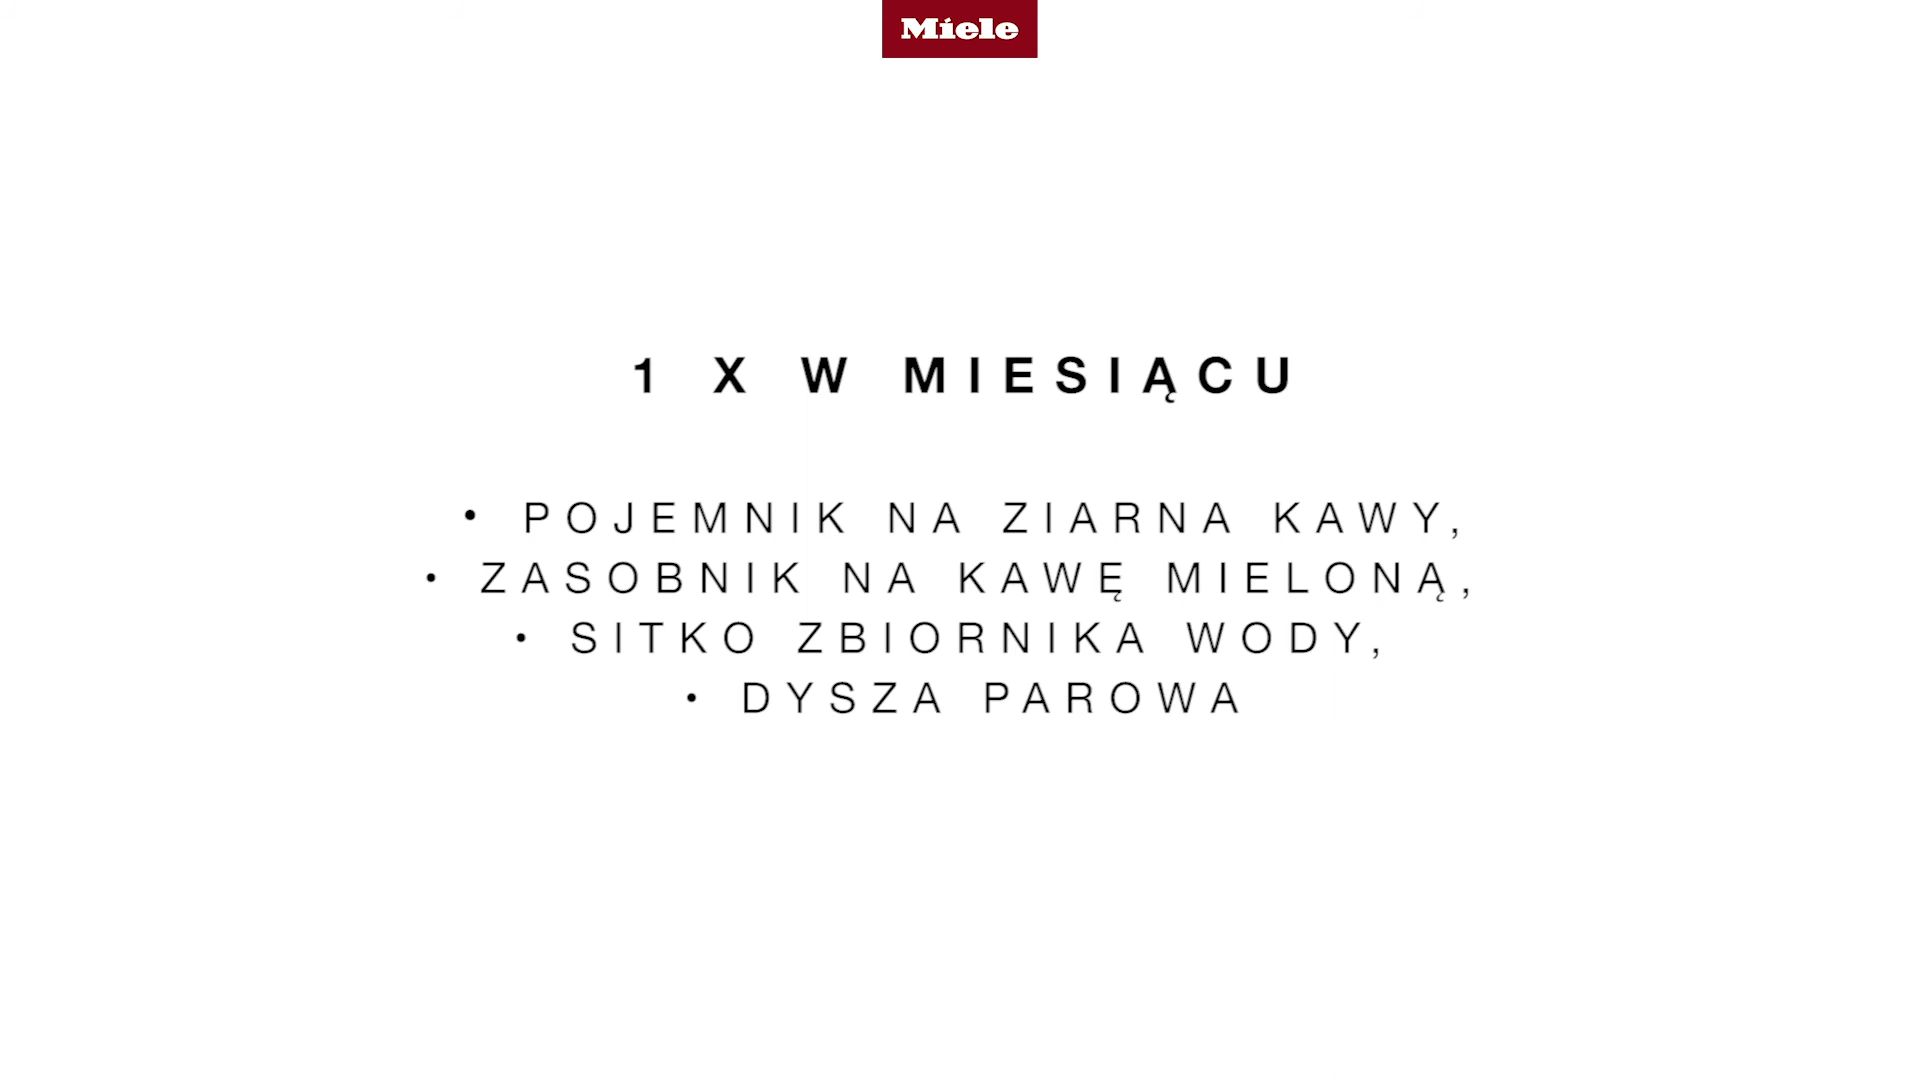 Miele
1 X W MIESIĄCU
• POJEMNIK NA ZIARNA KAWY,
• ZASOBNIK NA KAWĘ MIELONĄ,
• SITKO ZBIORNIKA WODY,
• DYSZA PAROWA